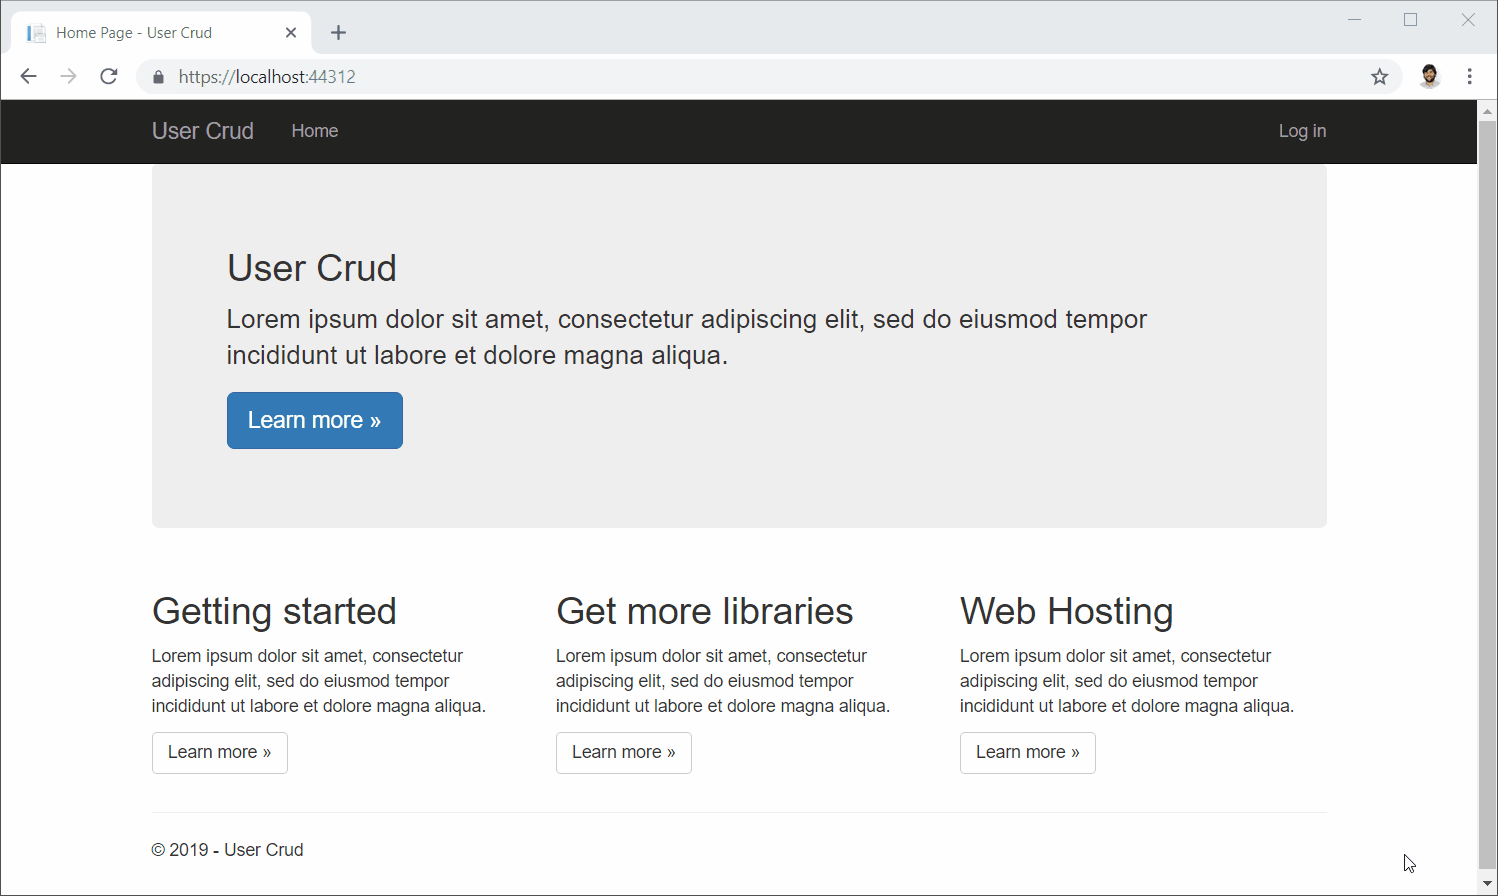 Home Page - User Crud
https://localhost:44312
User Crud Home Log in
User Crud
Lorem ipsum dolor sit amet, consectetur adipiscing elit, sed do eiusmod tempor
incididunt ut labore et dolore magna aliqua.
Learn more »
Getting started
Lorem ipsum dolor sit amet, consectetur
adipiscing elit, sed do eiusmod tempor
incididunt ut labore et dolore magna aliqua.
Learn more »
Get more libraries
Lorem ipsum dolor sit amet, consectetur
adipiscing elit, sed do eiusmod tempor
incididunt ut labore et dolore magna aliqua.
Learn more »
Web Hosting
Lorem ipsum dolor sit amet, consectetur
adipiscing elit, sed do eiusmod tempor
incididunt ut labore et dolore magna aliqua.
Learn more »
© 2019 - User Crud